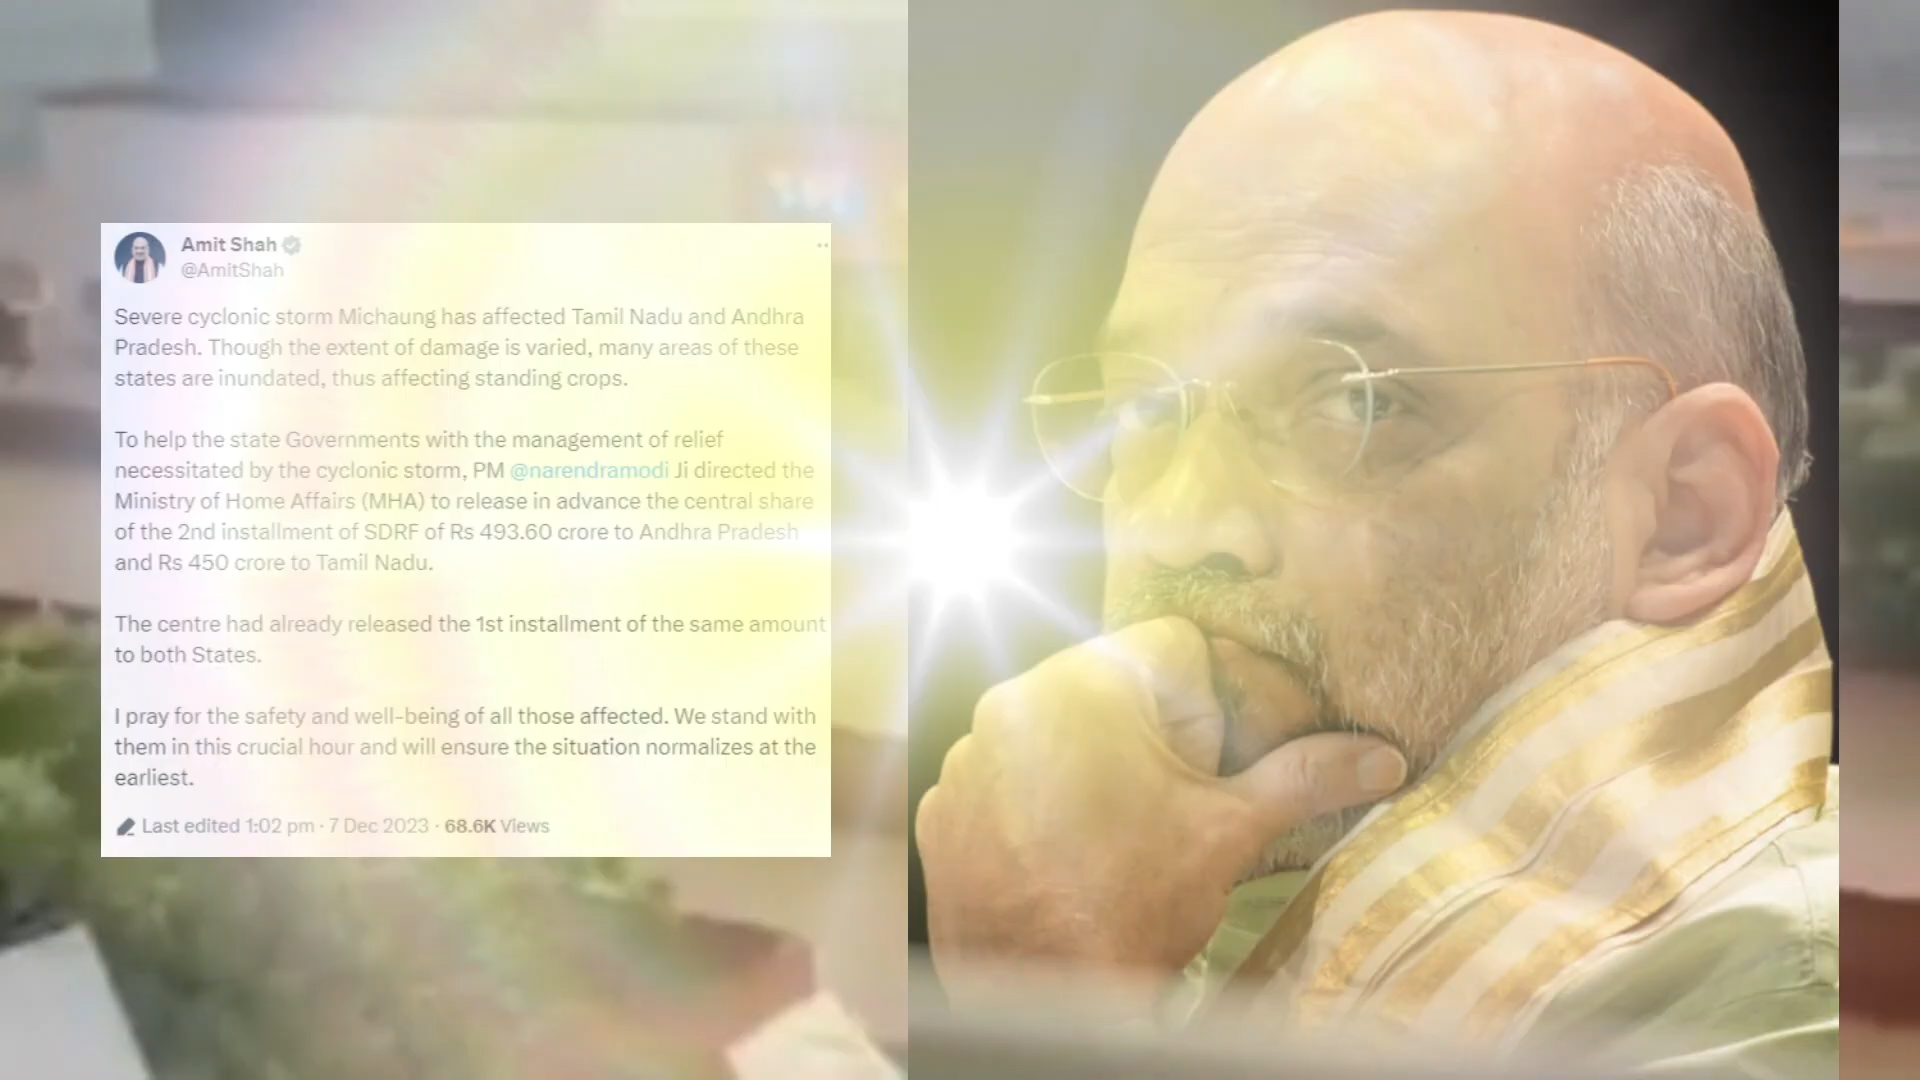 Amit Shah
@AmitShah
Severe cyclonic storm Michaung has affected Tamil Nadu and Andhra
Pradesh. Though the extent of damage is varied, many areas of these
states are inundated, thus affecting standing crops.
To help the state Governments with the management of relief
necessitated by the cyclonic storm, PM @narendramodi Ji directed the
Ministry of Home Affairs (MHA) to release in advance the central share
of the 2nd installment of SDRF of Rs 493.60 crore to Andhra Pradesh
and Rs 450 crore to Tamil Nadu.
The centre had already released the 1st installment of the same amount
to both States.
I pray for the safety and well-being of all those affected. We stand with
them in this crucial hour and will ensure the situation normalizes at the
earliest.
Last edited 1:02 pm · 7 Dec 2023 · 68.6K Views